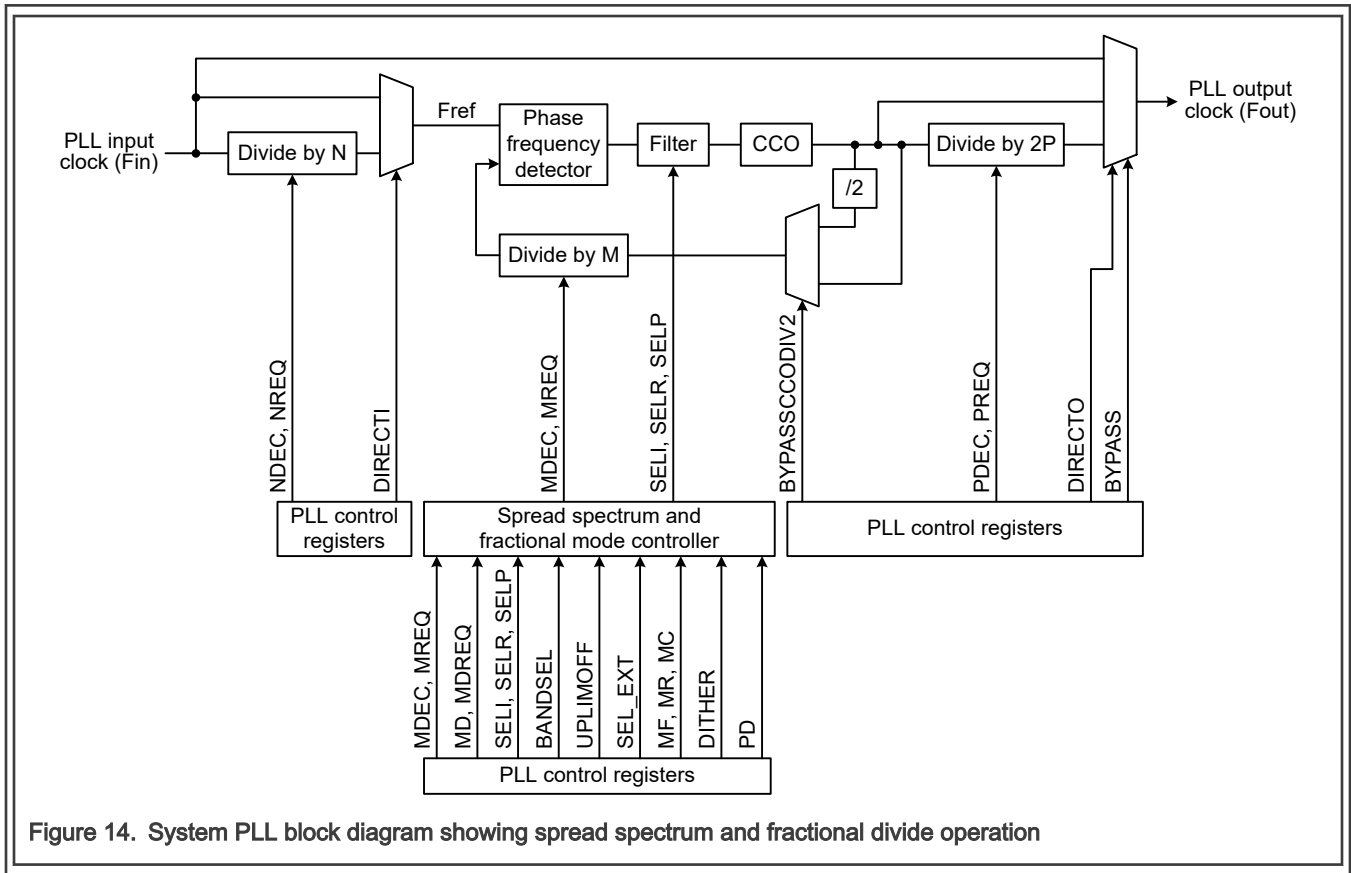 PLL input
clock (Fin)
Divide by N
Fref
Phase
frequency
detector
Filter
CCO
Divide by 2P
PLL output
clock (Fout)
/2
Divide by M
NDEC, NREQ
DIRECTI
MDEC, MREQ
SELI, SELR, SELP
BYPASSCCODIV2
PDEC, PREQ
DIRECTO
BYPASS
PLL control
registers
Spread spectrum and
fractional mode controller
PLL control registers
MDEC, MREQ
MD, MDREQ
SELI, SELR, SELP
BANDSEL
UPLIMOFF
SEL_EXT
MF, MR, MC
DITHER
PD
PLL control registers
Figure 14. System PLL block diagram showing spread spectrum and fractional divide operation